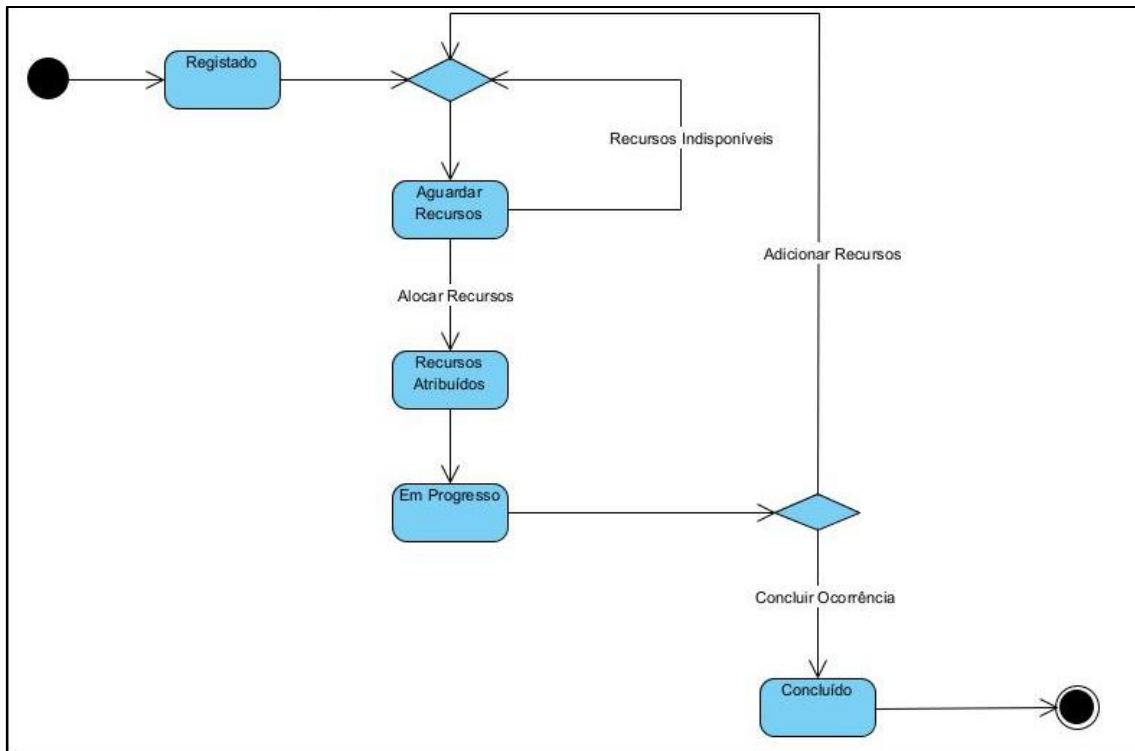 Registado
Recursos Indisponíveis
Aguardar
Recursos
Adicionar Recursos
Alocar Recursos
Recursos
Atribuídos
Em Progresso
Concluir Ocorrência
Concluído